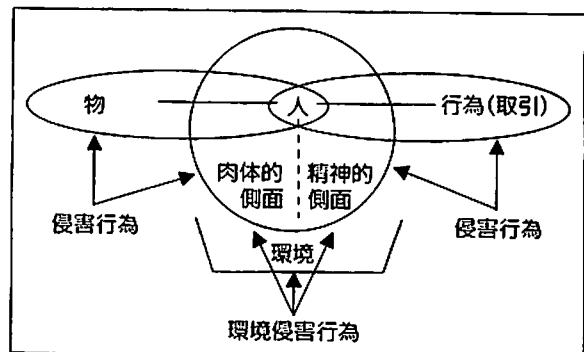 物
人
行為(取引)
肉体的
側面
精神的
側面
侵害行為
侵害行為
環境
環境侵害行為